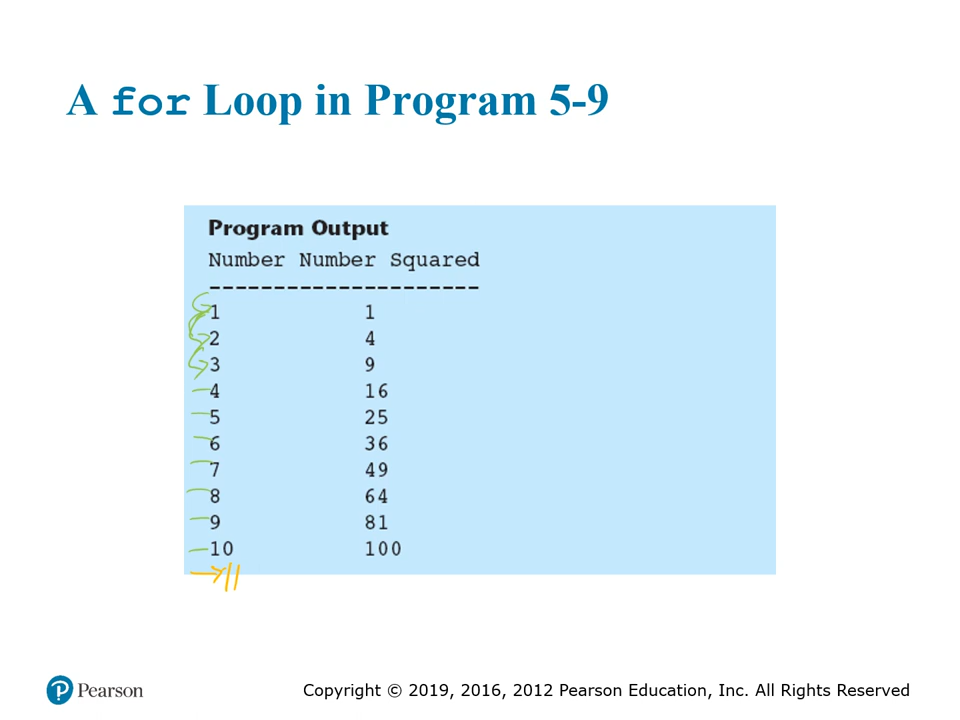 A for Loop in Program 5-9
Program Output
Number Number Squared
---------------------
1 1
2 4
3 9
4 16
5 25
6 36
7 49
8 64
9 81
10 100
→11
Pearson
Copyright © 2019, 2016, 2012 Pearson Education, Inc. All Rights Reserved